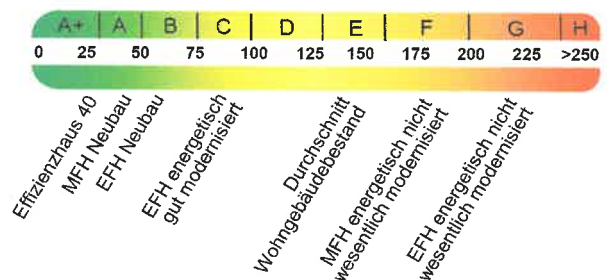 A+ A B C D E F G H
0 25 50 75 100 125 150 175 200 225 >250
Effizienzhaus 40
MFH Neubau
EFH Neubau
EFH energetisch
gut modernisiert
Durchschnitt
Wohngebäudebestand
MFH energetisch nicht
wesentlich modernisiert
EFH energetisch nicht
wesentlich modernisiert